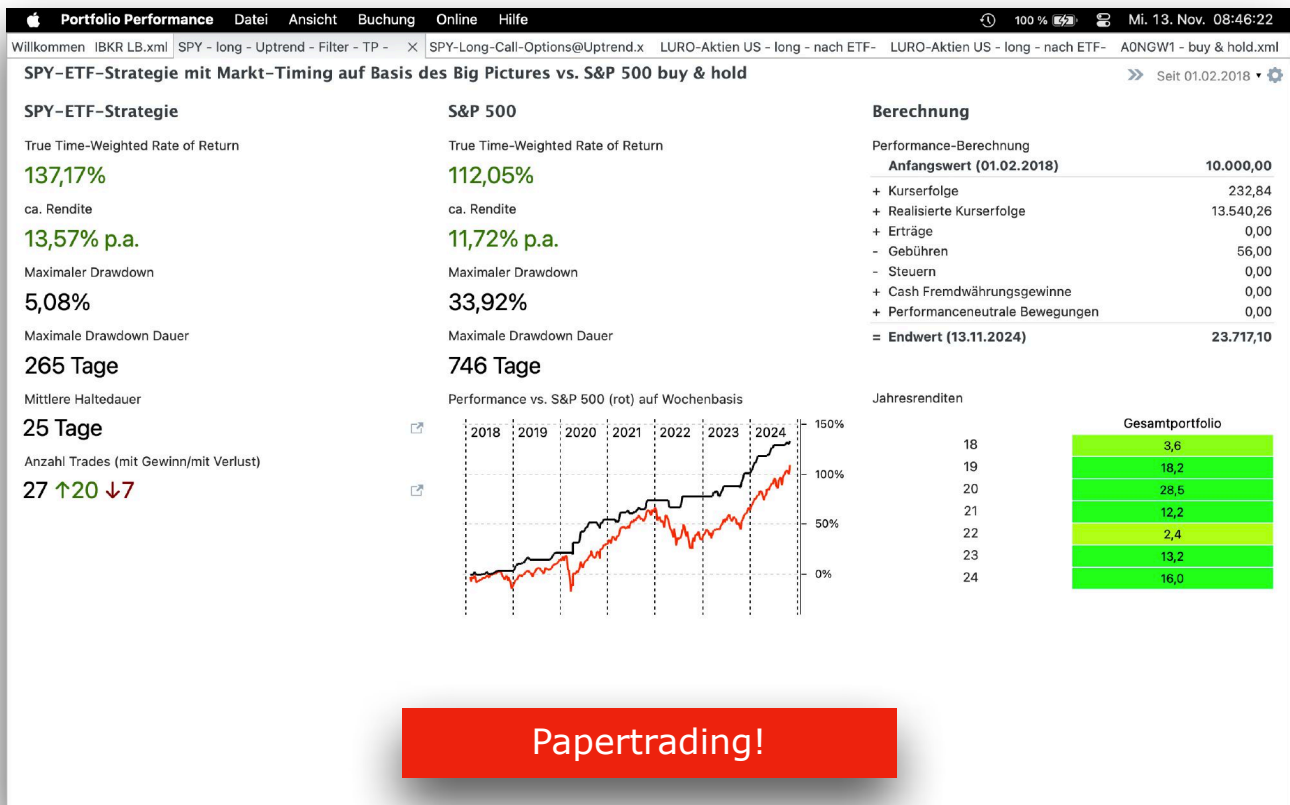 Portfolio Performance Datei Ansicht Buchung Online Hilfe 100 % Mi. 13. Nov. 08:46:22
Willkommen IBKR LB.xml SPY - long - Uptrend - Filter - TP - × SPY-Long-Call-Options@Uptrend.x LURO-Aktien US - long - nach ETF- LURO-Aktien US - long - nach ETF- A0NGW1 - buy & hold.xml
SPY-ETF-Strategie mit Markt-Timing auf Basis des Big Pictures vs. S&P 500 buy & hold
Seit 01.02.2018
SPY-ETF-Strategie
True Time-Weighted Rate of Return
137,17%
ca. Rendite
13,57% p.a.
Maximaler Drawdown
5,08%
Maximale Drawdown Dauer
265 Tage
Mittlere Haltedauer
25 Tage
Anzahl Trades (mit Gewinn/mit Verlust)
27 ↑20 ↓7
S&P 500
True Time-Weighted Rate of Return
112,05%
ca. Rendite
11,72% p.a.
Maximaler Drawdown
33,92%
Maximale Drawdown Dauer
746 Tage
Performance vs. S&P 500 (rot) auf Wochenbasis
2018 2019 2020 2021 2022 2023 2024
150%
100%
50%
0%
Berechnung
Performance-Berechnung
Anfangswert (01.02.2018) 10.000,00
+ Kurserfolge 232,84
+ Realisierte Kurserfolge 13.540,26
+ Erträge 0,00
- Gebühren 56,00
- Steuern 0,00
+ Cash Fremdwährungsgewinne 0,00
+ Performanceneutrale Bewegungen 0,00
= Endwert (13.11.2024) 23.717,10
Jahresrenditen
Gesamtportfolio
18 3,6
19 18,2
20 28,5
21 12,2
22 2,4
23 13,2
24 16,0
Papertrading!